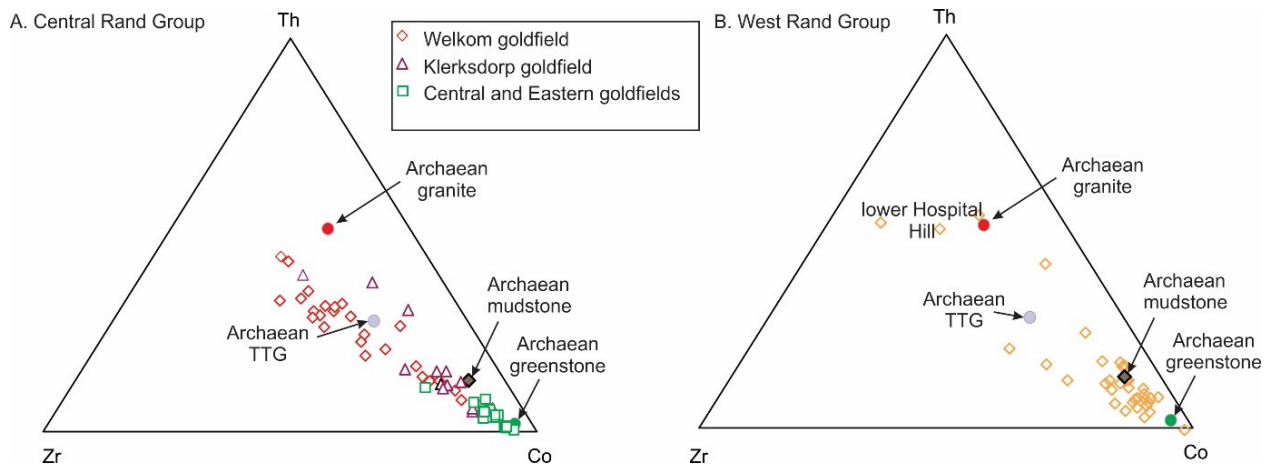 A. Central Rand Group
Th
Welkom goldfield
Klerksdorp goldfield
Central and Eastern goldfields
Archaean
granite
Archaean
mudstone
Archaean
TTG
Archaean
greenstone
Zr
Co
B. West Rand Group
Th
Archaean
granite
lower Hospital
Hill
Archaean
mudstone
Archaean
TTG
Archaean
greenstone
Zr
Co